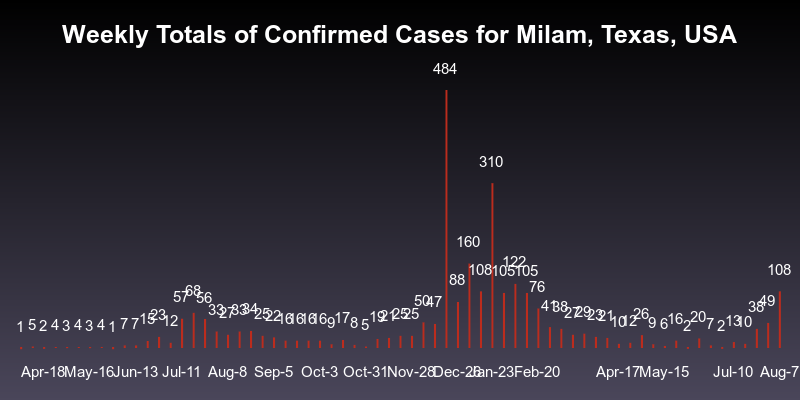 Weekly Totals of Confirmed Cases for Milam, Texas, USA
484
310
160
122
108 105 105 108
88 76
57 68 56 50 47 49
33 27 33 34 41 38 38
1 5 2 4 3 4 3 4 1 7 7 15 23 12 25 22 16 16 16 16 9 17 8 5 19 21 25 25 27 29 23 21 10 12 26 9 6 16 2 20 7 2 13 10
Apr-18 May-16 Jun-13 Jul-11 Aug-8 Sep-5 Oct-3 Oct-31 Nov-28 Dec-26 Jan-23 Feb-20 Apr-17 May-15 Jul-10 Aug-7